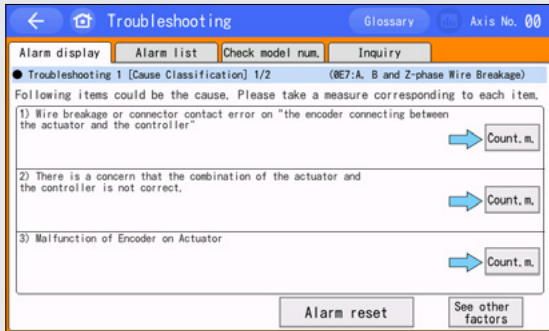 Troubleshooting Glossary Axis No. 00
Alarm display Alarm list Check model num. Inquiry
● Troubleshooting 1 [Cause Classification] 1/2 (0E7:A, B and Z-phase Wire Breakage)
Following items could be the cause. Please take a measure corresponding to each item.
1) Wire breakage or connector contact error on "the encoder connecting between
the actuator and the controller"
Count.m.
2) There is a concern that the combination of the actuator and
the controller is not correct.
Count.m.
3) Malfunction of Encoder on Actuator
Count.m.
Alarm reset
See other
factors